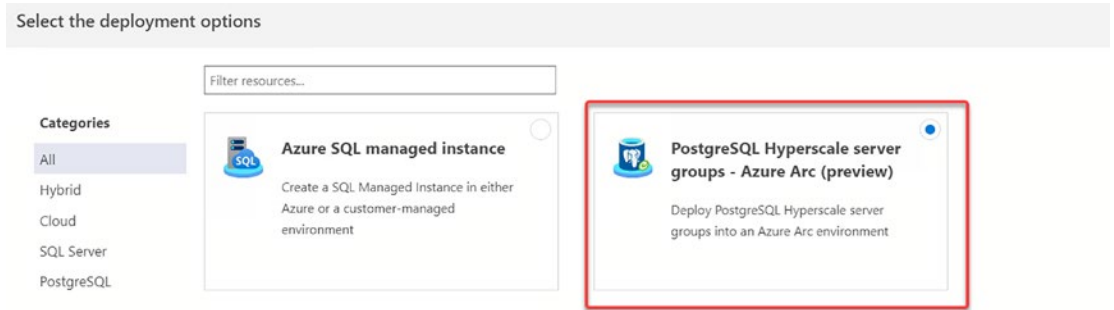 Select the deployment options
Filter resources...
Categories
All
Hybrid
Cloud
SQL Server
PostgreSQL
SQL
Azure SQL managed instance
Create a SQL Managed Instance in either
Azure or a customer-managed
environment
PostgreSQL Hyperscale server
groups - Azure Arc (preview)
Deploy PostgreSQL Hyperscale server
groups into an Azure Arc environment